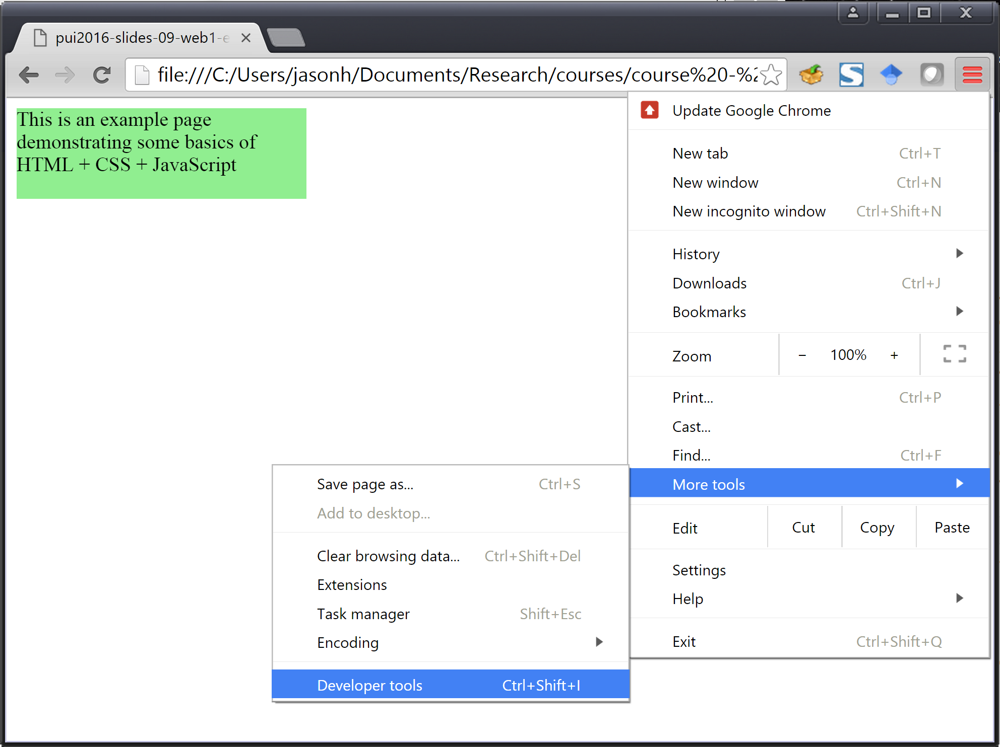 pui2016-slides-09-web1-e
file:///C:/Users/jasonh/Documents/Research/courses/course%20-%2
This is an example page
demonstrating some basics of
HTML + CSS + JavaScript
Update Google Chrome
New tab Ctrl+T
New window Ctrl+N
New incognito window Ctrl+Shift+N
History
Downloads Ctrl+J
Bookmarks
Zoom − 100% +
Print... Ctrl+P
Cast...
Find... Ctrl+F
More tools
Edit Cut Copy Paste
Settings
Help
Exit Ctrl+Shift+Q
Save page as... Ctrl+S
Add to desktop...
Clear browsing data... Ctrl+Shift+Del
Extensions
Task manager Shift+Esc
Encoding
Developer tools Ctrl+Shift+I